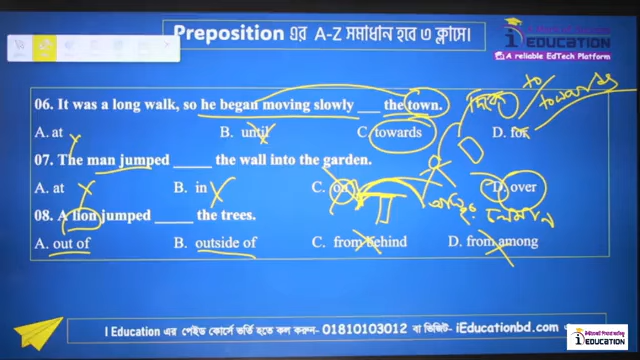 Preposition এর A-Z সমাধান হবে ৩ ক্লাসে।
i EDUCATION
A reliable EdTech Platform
06. It was a long walk, so he began moving slowly ___ the town.
A. at B. until C. towards D. for
to/
towards
07. The man jumped ____ the wall into the garden.
A. at B. in C. on D. over
08. A lion jumped ____ the trees.
A. out of B. outside of C. from behind D. from among
I Education এর পেইড কোর্সে ভর্তি হতে কল করুন- 01810103012 বা ভিজিট- iEducationbd.com
i EDUCATION